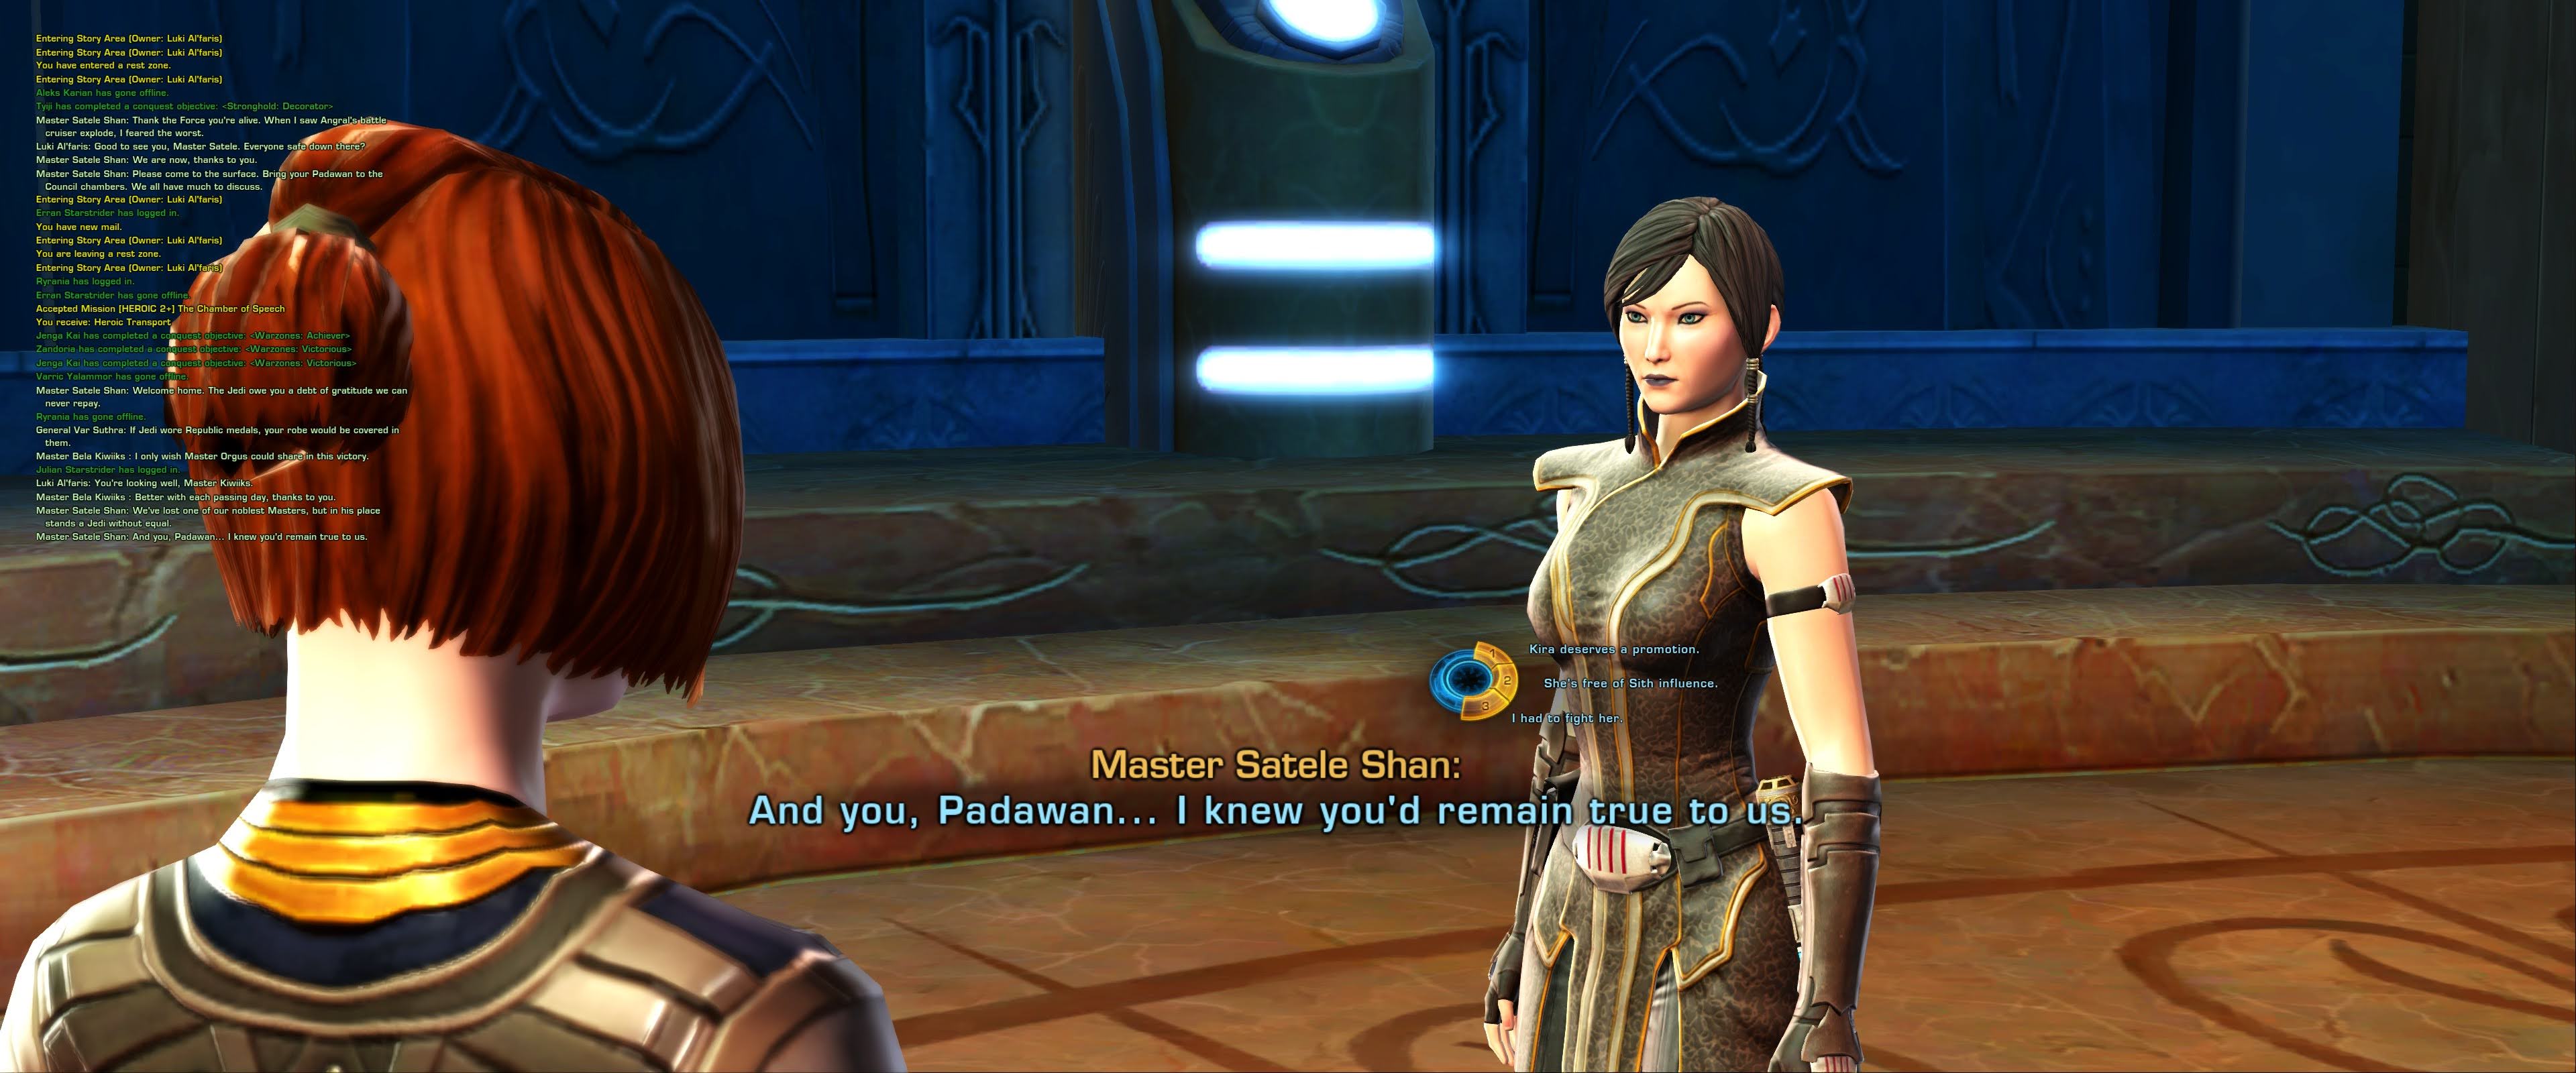 Entering Story Area (Owner: Luki Al'faris)
Entering Story Area (Owner: Luki Al'faris)
You have entered a rest zone.
Entering Story Area (Owner: Luki Al'faris)
Aleks Karian has gone offline.
Tyiji has completed a conquest objective: <Stronghold: Decorator>
Master Satele Shan: Thank the Force you're alive. When I saw Angral's battle
cruiser explode, I feared the worst.
Luki Al'faris: Good to see you, Master Satele. Everyone safe down there?
Master Satele Shan: We are now, thanks to you.
Master Satele Shan: Please come to the surface. Bring your Padawan to the
Council chambers. We all have much to discuss.
Entering Story Area (Owner: Luki Al'faris)
Erran Starstrider has logged in.
You have new mail.
Entering Story Area (Owner: Luki Al'faris)
You are leaving a rest zone.
Entering Story Area (Owner: Luki Al'faris)
Ryrania has logged in.
Erran Starstrider has gone offline.
Accepted Mission [HEROIC 2+] The Chamber of Speech
You receive: Heroic Transport
Jenga Kai has completed a conquest objective: <Warzones: Achiever>
Zandoria has completed a conquest objective: <Warzones: Victorious>
Jenga Kai has completed a conquest objective: <Warzones: Victorious>
Varric Yalammor has gone offline.
Master Satele Shan: Welcome home. The Jedi owe you a debt of gratitude we can
never repay.
Ryrania has gone offline.
General Var Suthra: If Jedi wore Republic medals, your robe would be covered in
them.
Master Bela Kiwiiks : I only wish Master Orgus could share in this victory.
Julian Starstrider has logged in.
Luki Al'faris: You're looking well, Master Kiwiiks.
Master Bela Kiwiiks : Better with each passing day, thanks to you.
Master Satele Shan: We've lost one of our noblest Masters, but in his place
stands a Jedi without equal.
Master Satele Shan: And you, Padawan... I knew you'd remain true to us.
1 Kira deserves a promotion.
2 She's free of Sith influence.
3 I had to fight her.
Master Satele Shan:
And you, Padawan... I knew you'd remain true to us.